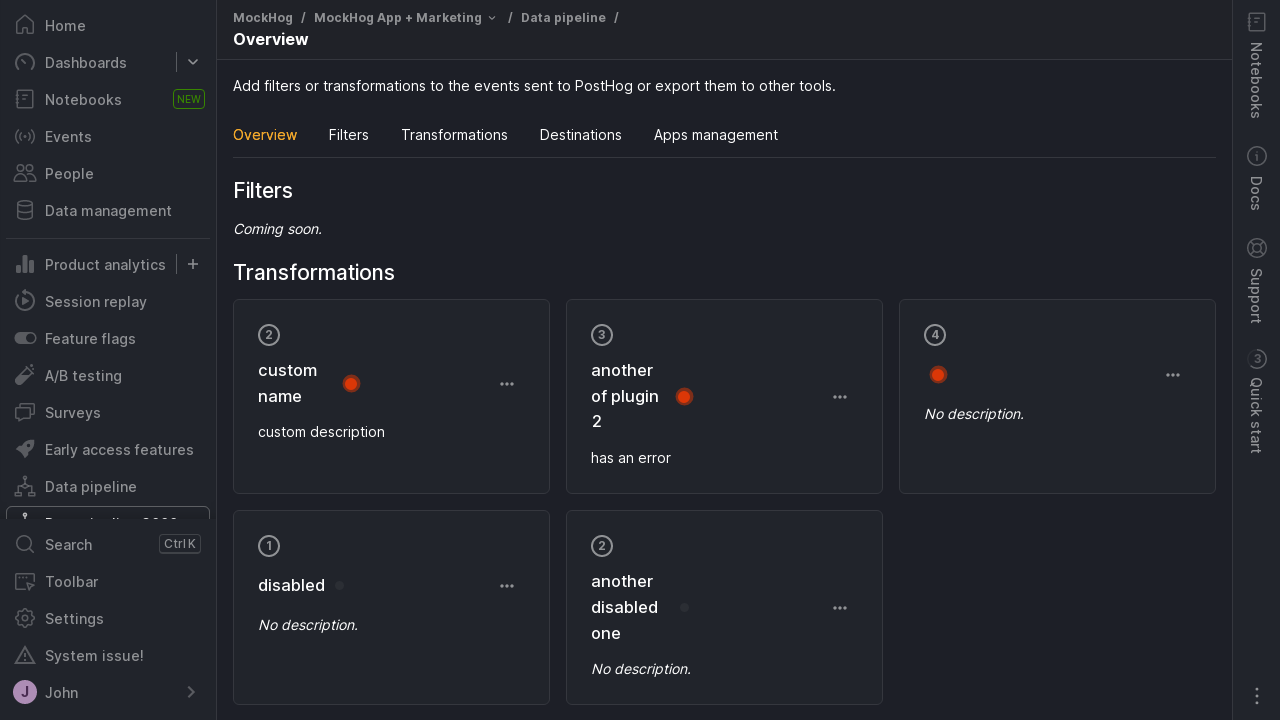 Home
Dashboards
Notebooks
NEW
Events
People
Data management
Product analytics
Session replay
Feature flags
A/B testing
Surveys
Early access features
Data pipeline
Search
Ctrl K
Toolbar
Settings
System issue!
J
John
MockHog / MockHog App + Marketing / Data pipeline /
Overview
Add filters or transformations to the events sent to PostHog or export them to other tools.
Overview Filters Transformations Destinations Apps management
Filters
Coming soon.
Transformations
2
custom
name
custom description
3
another
of plugin
2
has an error
4
No description.
1
disabled
No description.
2
another
disabled
one
No description.
Notebooks
Docs
Support
3
Quick start